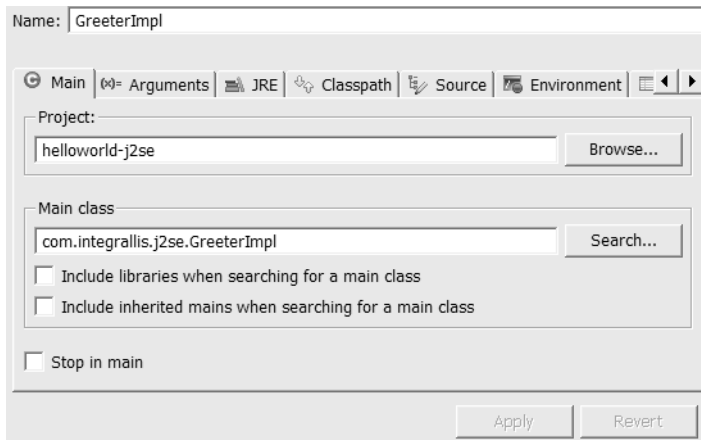 Name: GreeterImpl
Main (x)= Arguments JRE Classpath Source Environment
Project:
helloworld-j2se Browse...
Main class
com.integrallis.j2se.GreeterImpl Search...
Include libraries when searching for a main class
Include inherited mains when searching for a main class
Stop in main
Apply Revert